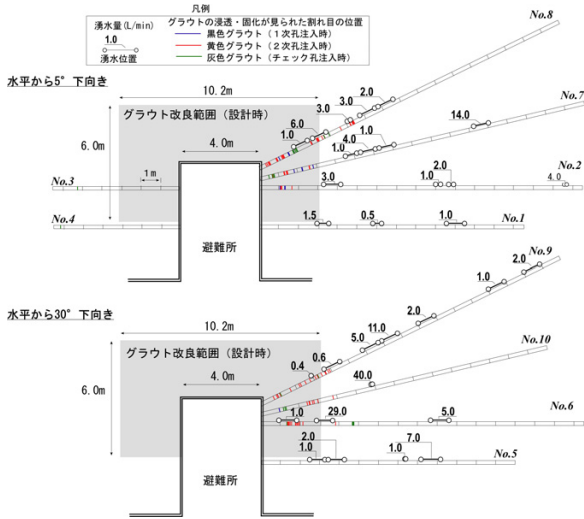 凡例
湧水量(L/min)
1.0
湧水位置
グラウトの浸透・固化が見られた割れ目の位置
黒色グラウト（1次孔注入時）
黄色グラウト（2次孔注入時）
灰色グラウト（チェック孔注入時）
水平から5°下向き
10.2m
グラウト改良範囲（設計時）
4.0m
6.0m
1m
避難所
No.8
2.0
3.0
3.0
6.0
1.0
No.7
14.0
1.0
4.0
1.0
No.2
2.0
1.0
4.0
3.0
No.3
No.4
1.5
0.5
1.0
No.1
水平から30°下向き
10.2m
グラウト改良範囲（設計時）
4.0m
6.0m
避難所
No.9
2.0
1.0
2.0
11.0
5.0
0.6
0.4
No.10
40.0
No.6
1.0
29.0
5.0
2.0
1.0
7.0
1.0
No.5